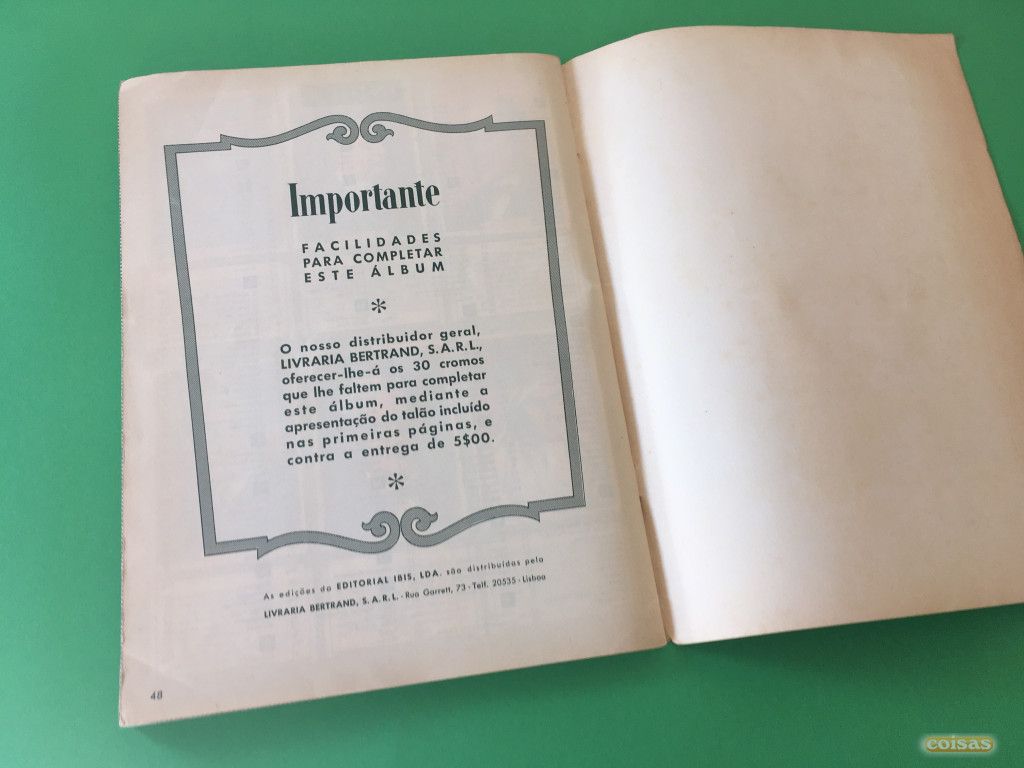 Importante
FACILIDADES
PARA COMPLETAR
ESTE ÁLBUM
*
O nosso distribuidor geral,
LIVRARIA BERTRAND, S.A.R.L.,
oferecer-lhe-á os 30 cromos
que lhe faltem para completar
este álbum, mediante a
apresentação do talão incluído
nas primeiras páginas, e
contra a entrega de 5$00.
*
As edições da EDITORIAL IBIS, LDA. são distribuídas pela
LIVRARIA BERTRAND, S. A. R. L. - Rua Garrett, 73 - Telf. 20535 - Lisboa
48
coisas